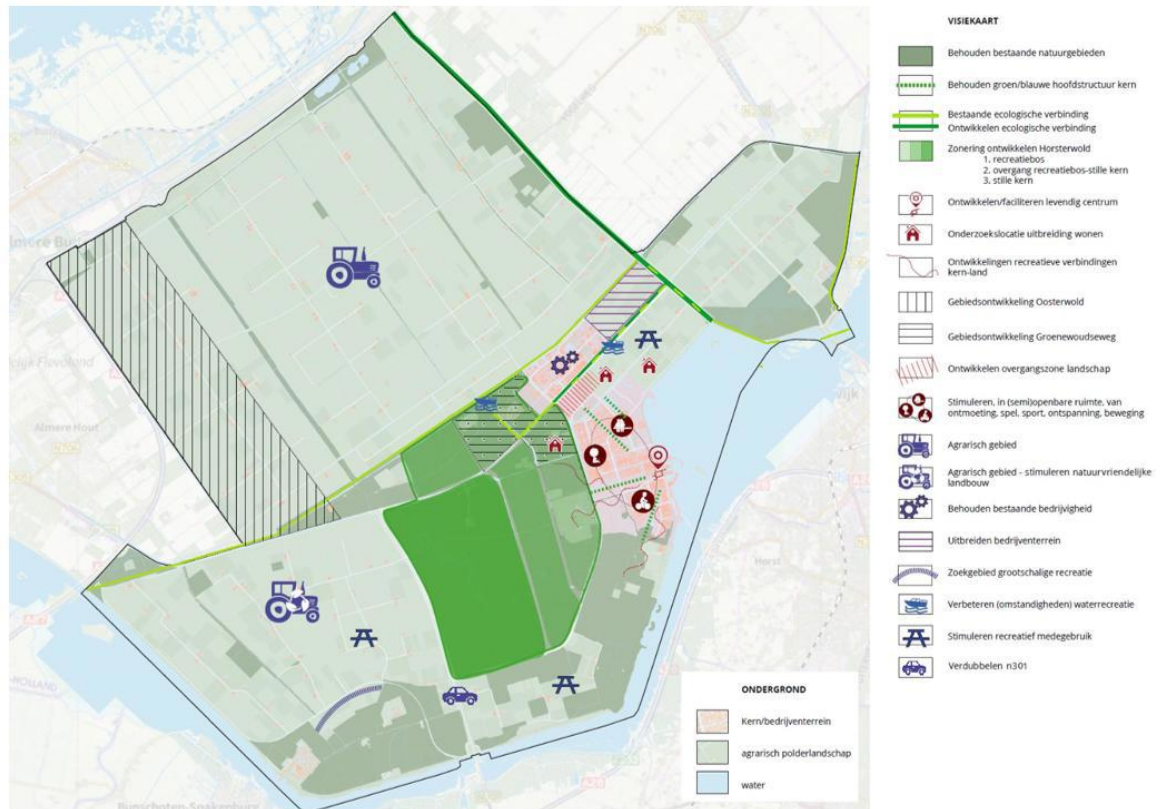 VISIEKAART
Behouden bestaande natuurgebieden
Behouden groen/blauwe hoofdstructuur kern
Bestaande ecologische verbinding
Ontwikkelen ecologische verbinding
Zonering ontwikkelen Horsterwold
1. recreatiebos
2. overgang recreatiebos-stille kern
3. stille kern
Ontwikkelen/faciliteren levendig centrum
Onderzoekslocatie uitbreiding wonen
Ontwikkelingen recreatieve verbindingen
kern-land
Gebiedsontwikkeling Oosterwold
Gebiedsontwikkeling Groenewoudseweg
Ontwikkelen overgangszone landschap
Stimuleren, in (semi)openbare ruimte, van
ontmoeting, spel, sport, ontspanning, beweging
Agrarisch gebied
Agrarisch gebied - stimuleren natuurvriendelijke
landbouw
Behouden bestaande bedrijvigheid
Uitbreiden bedrijventerrein
Zoekgebied grootschalige recreatie
Verbeteren (omstandigheden) waterrecreatie
Stimuleren recreatief medegebruik
Verdubbelen n301
ONDERGROND
Kern/bedrijventerrein
agrarisch polderlandschap
water
N706
Almere Hout
Horst
A28
Bunschoten-Spakenburg